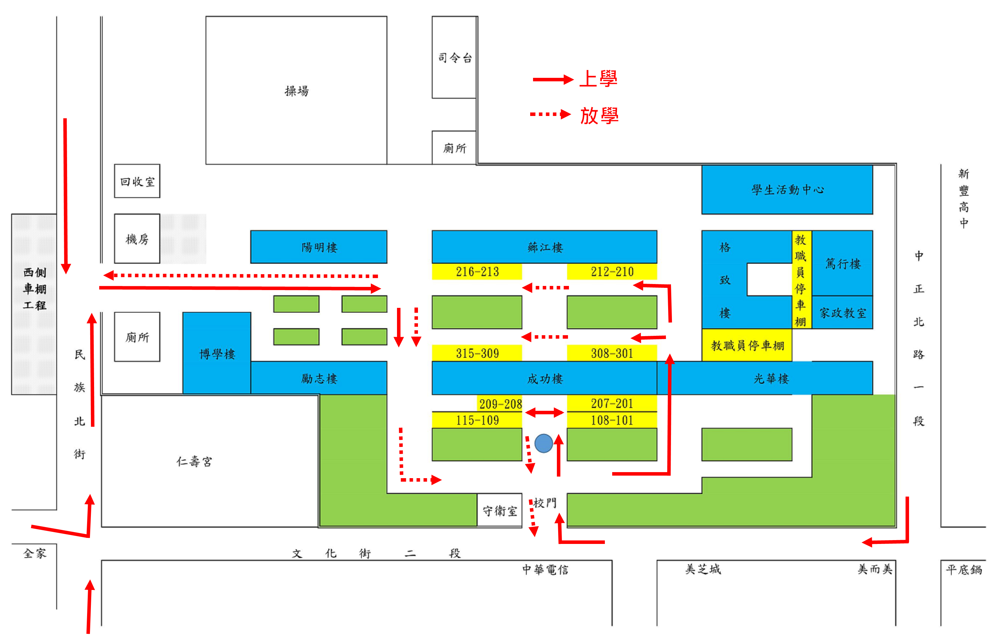 司令台
上學
操場
放學
廁所
回收室
學生活動中心
新豐高中
機房
陽明樓
薌江樓
格致樓
教職員停車棚
篤行樓
西側
車棚
工程
216-213
212-210
中正北路一段
家政教室
廁所
博學樓
315-309
308-301
教職員停車棚
民族北街
勵志樓
成功樓
光華樓
209-208
207-201
115-109
108-101
仁壽宮
守衛室
校門
全家
文化街二段
中華電信
美芝城
美而美
平底鍋